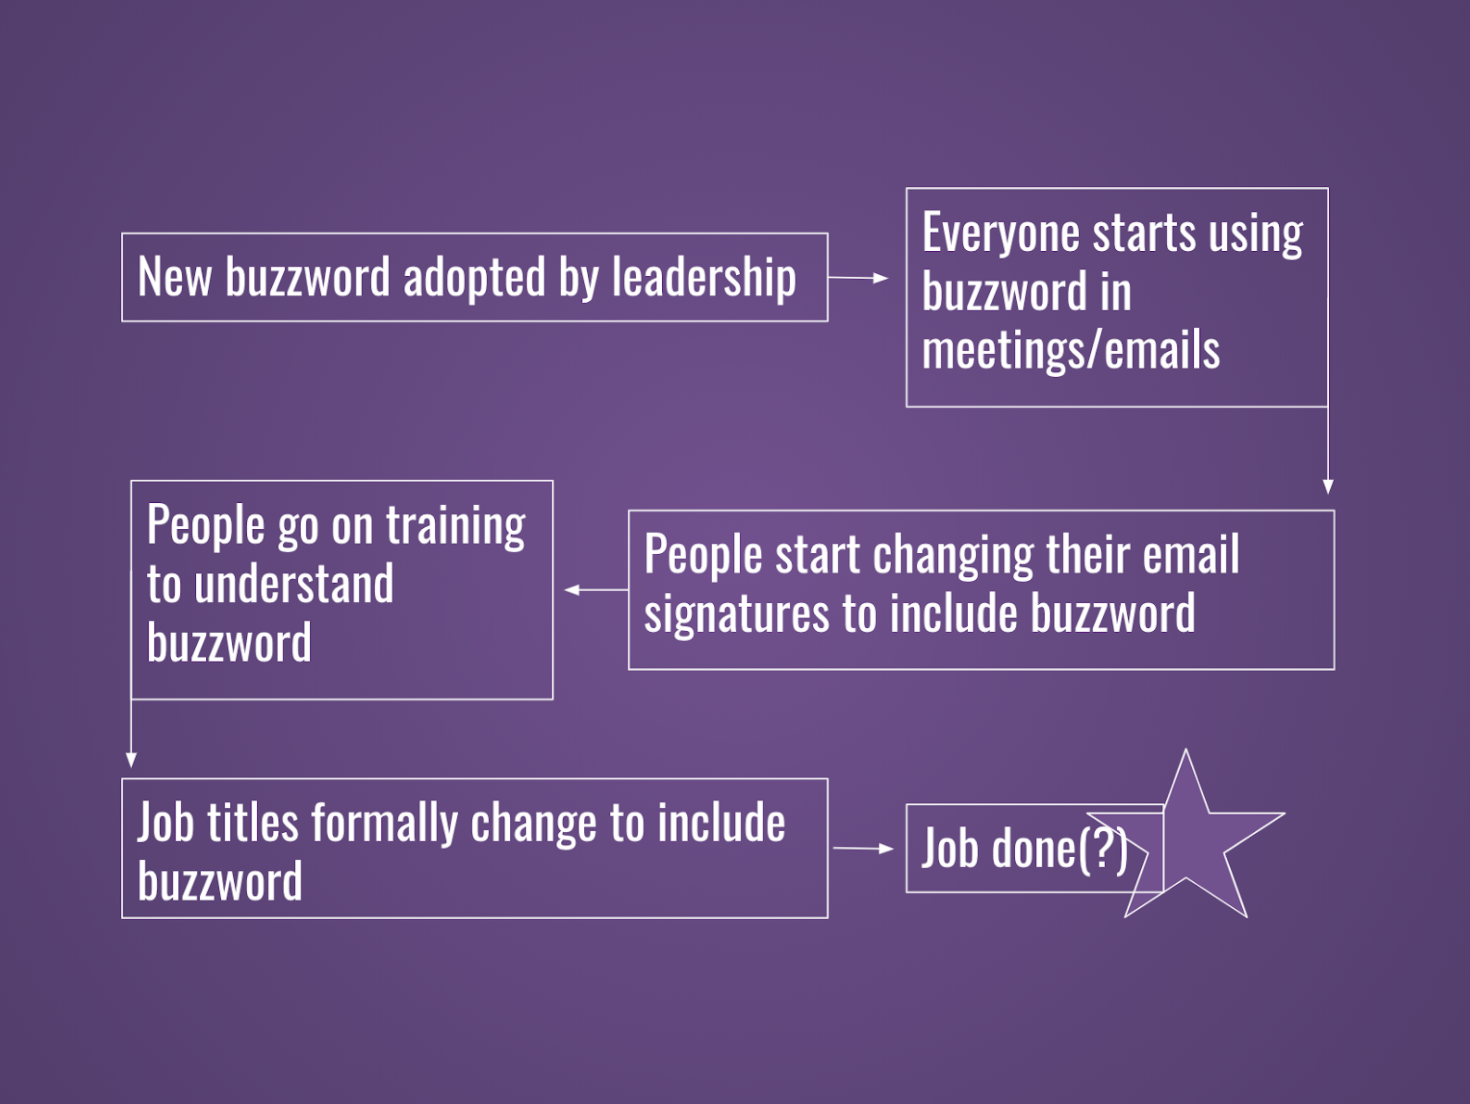 New buzzword adopted by leadership
Everyone starts using
buzzword in
meetings/emails
People start changing their email
signatures to include buzzword
People go on training
to understand
buzzword
Job titles formally change to include
buzzword
Job done(?)